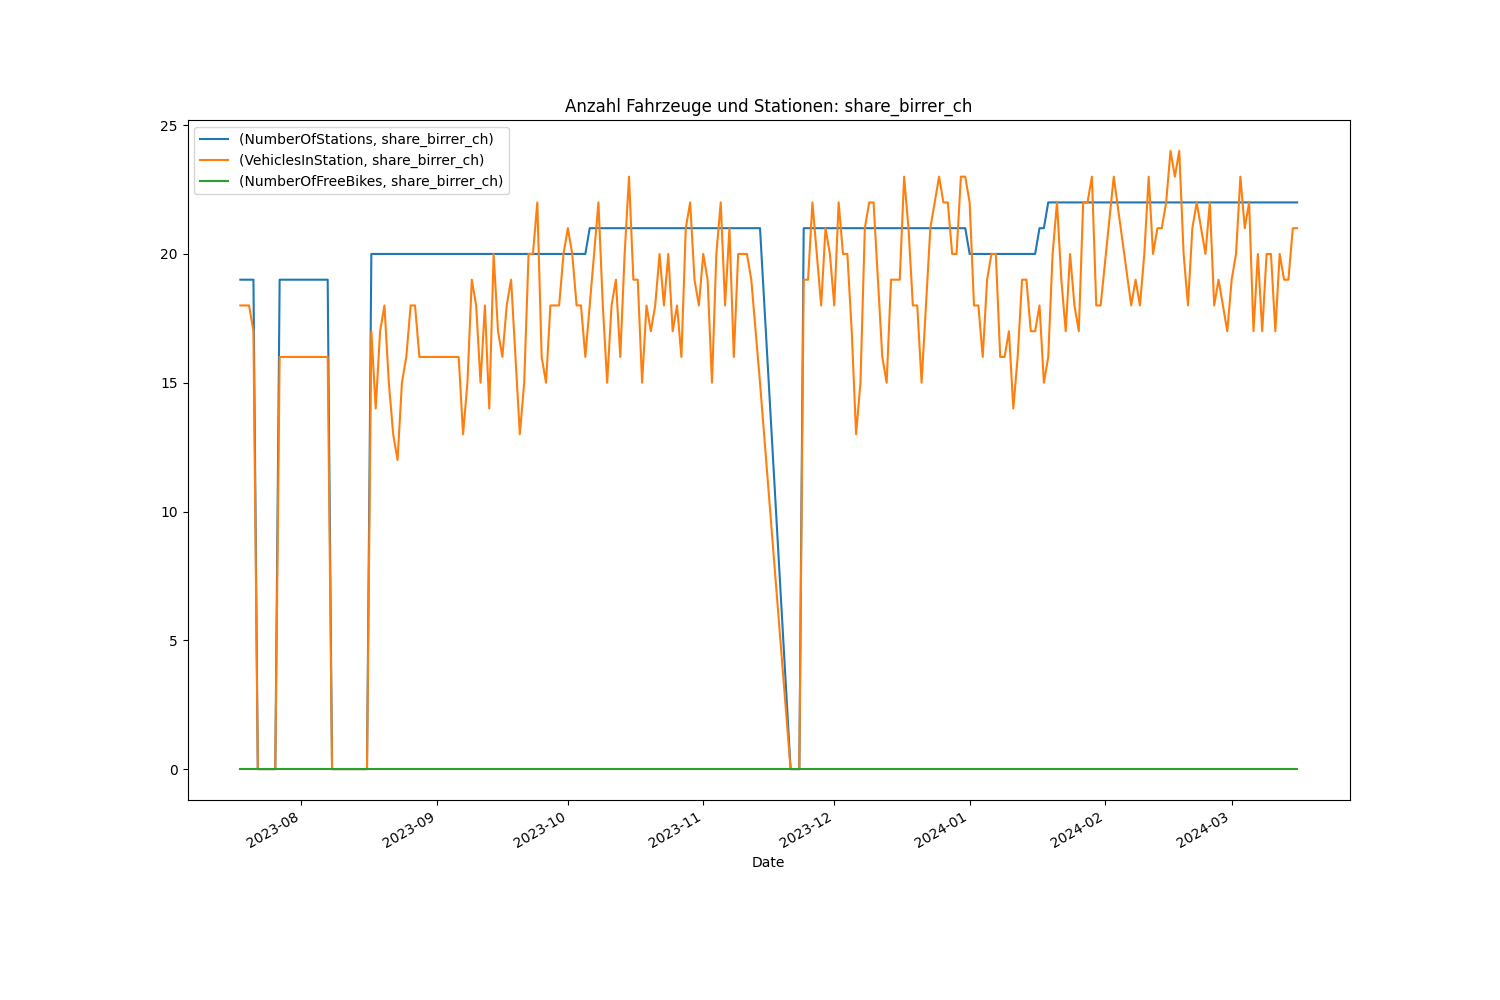 Anzahl Fahrzeuge und Stationen: share_birrer_ch
(NumberOfStations, share_birrer_ch)
(VehiclesInStation, share_birrer_ch)
(NumberOfFreeBikes, share_birrer_ch)
25
20
15
10
5
0
2023-08
2023-09
2023-10
2023-11
2023-12
2024-01
2024-02
2024-03
Date